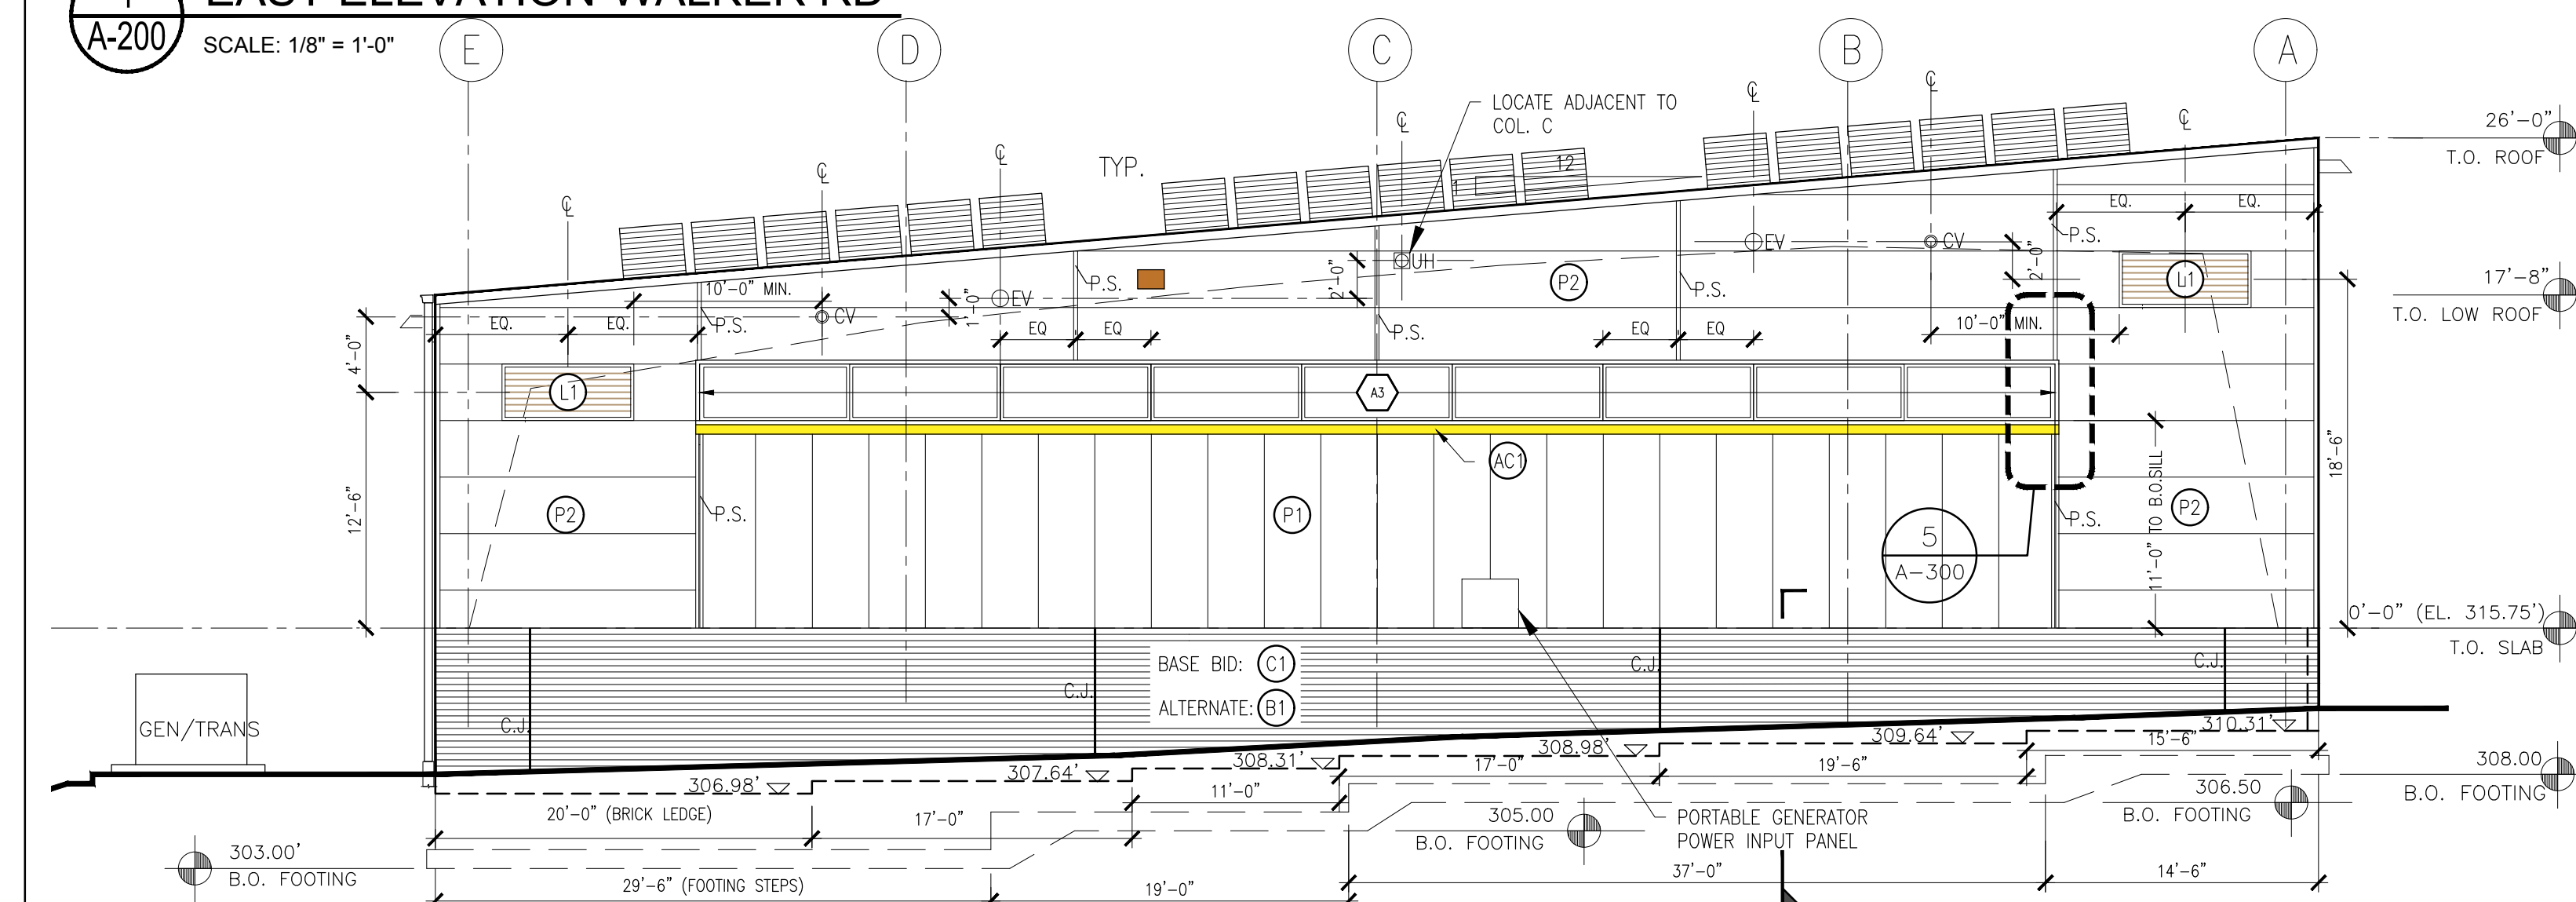 1
EAST ELEVATION WALKER RD
A-200
SCALE: 1/8" = 1'-0"
E
D
C
B
A
LOCATE ADJACENT TO
COL. C
TYP.
12
1
26'-0"
T.O. ROOF
EQ.
EQ.
P.S.
EV
CV
2'-0"
UH
2'-0"
P2
L1
P.S.
P.S.
17'-8"
T.O. LOW ROOF
10'-0" MIN.
EV
1'-0"
CV
EQ.
EQ.
P.S.
EQ
EQ
P.S.
EQ
EQ
10'-0" MIN.
4'-0"
L1
A3
AC1
18'-6"
11'-0" TO B.O.SILL
12'-6"
P2
P.S.
P1
P.S.
P2
5
A-300
0'-0" (EL. 315.75')
T.O. SLAB
BASE BID: C1
ALTERNATE: B1
C.J.
C.J.
C.J.
C.J.
GEN/TRANS
310.31'
309.64'
308.98'
308.31'
307.64'
306.98'
15'-6"
19'-6"
17'-0"
11'-0"
17'-0"
20'-0" (BRICK LEDGE)
308.00
B.O. FOOTING
306.50
B.O. FOOTING
305.00
B.O. FOOTING
PORTABLE GENERATOR
POWER INPUT PANEL
303.00'
B.O. FOOTING
29'-6" (FOOTING STEPS)
19'-0"
37'-0"
14'-6"